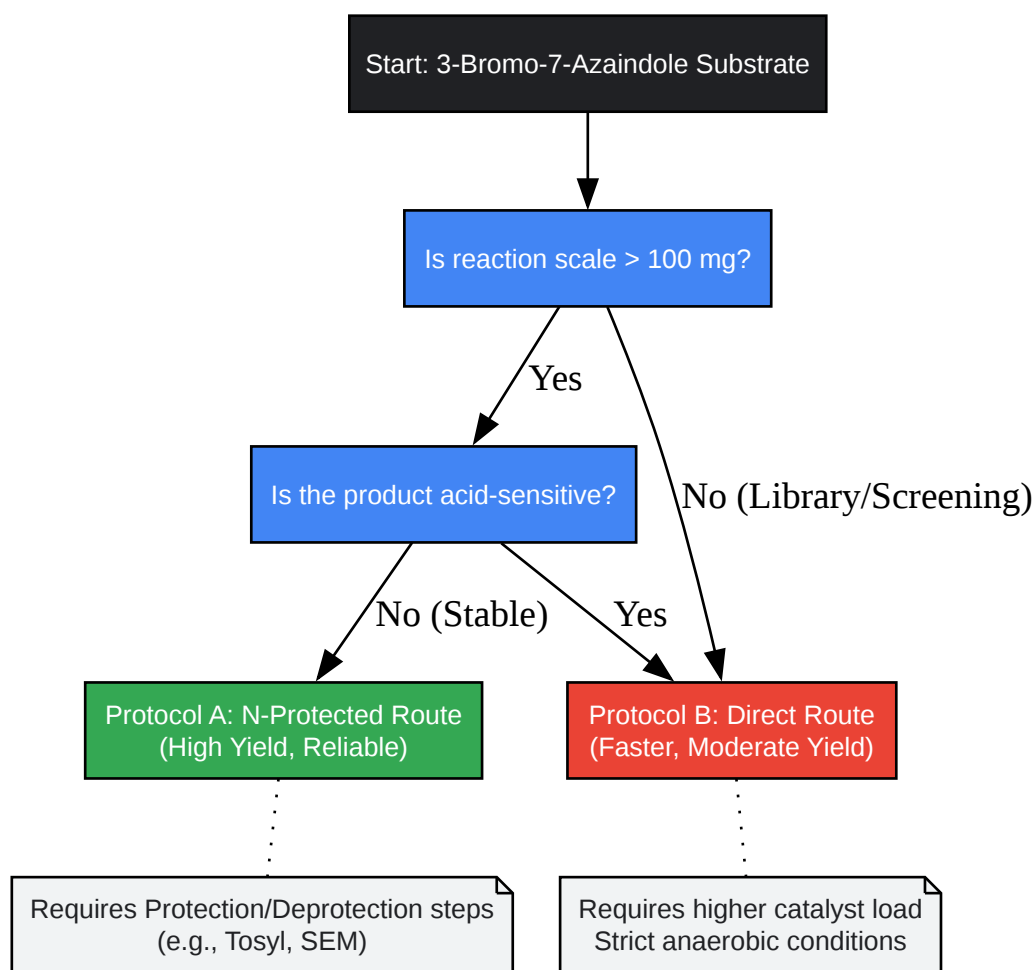 Start: 3-Bromo-7-Azaindole Substrate
Is reaction scale > 100 mg?
Yes
Is the product acid-sensitive?
No (Library/Screening)
No (Stable)
Yes
Protocol A: N-Protected Route
(High Yield, Reliable)
Protocol B: Direct Route
(Faster, Moderate Yield)
Requires Protection/Deprotection steps
(e.g., Tosyl, SEM)
Requires higher catalyst load
Strict anaerobic conditions